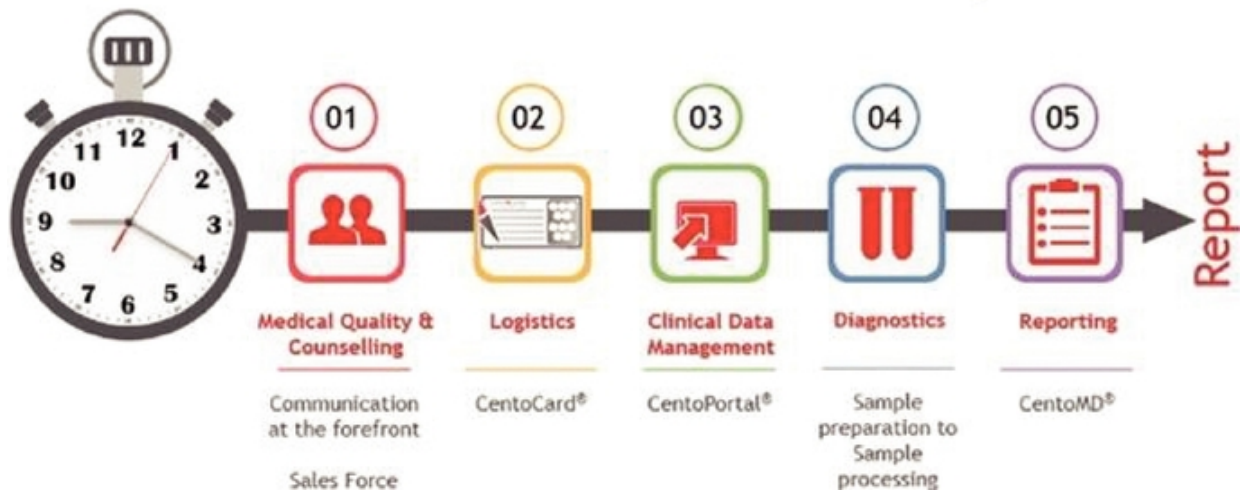 12
1
2
3
4
5
6
7
8
9
10
11
01
02
03
04
05
Medical Quality &
Counselling
Communication
at the forefront
Sales Force
Logistics
CentoCard®
Clinical Data
Management
CentoPortal®
Diagnostics
Sample
preparation to
Sample
processing
Reporting
CentoMD®
Report